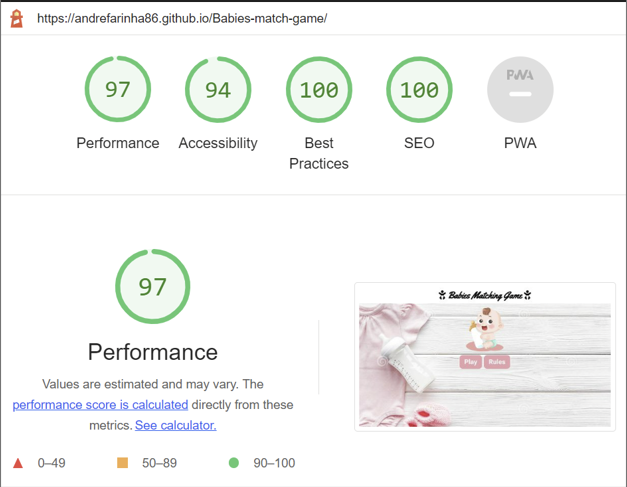 https://andrefarinha86.github.io/Babies-match-game/
97
94
100
100
PWA
Performance
Accessibility
Best
Practices
SEO
PWA
97
Performance
Values are estimated and may vary. The
performance score is calculated directly from these
metrics. See calculator.
0–49
50–89
90–100
Babies Matching Game
Play
Rules